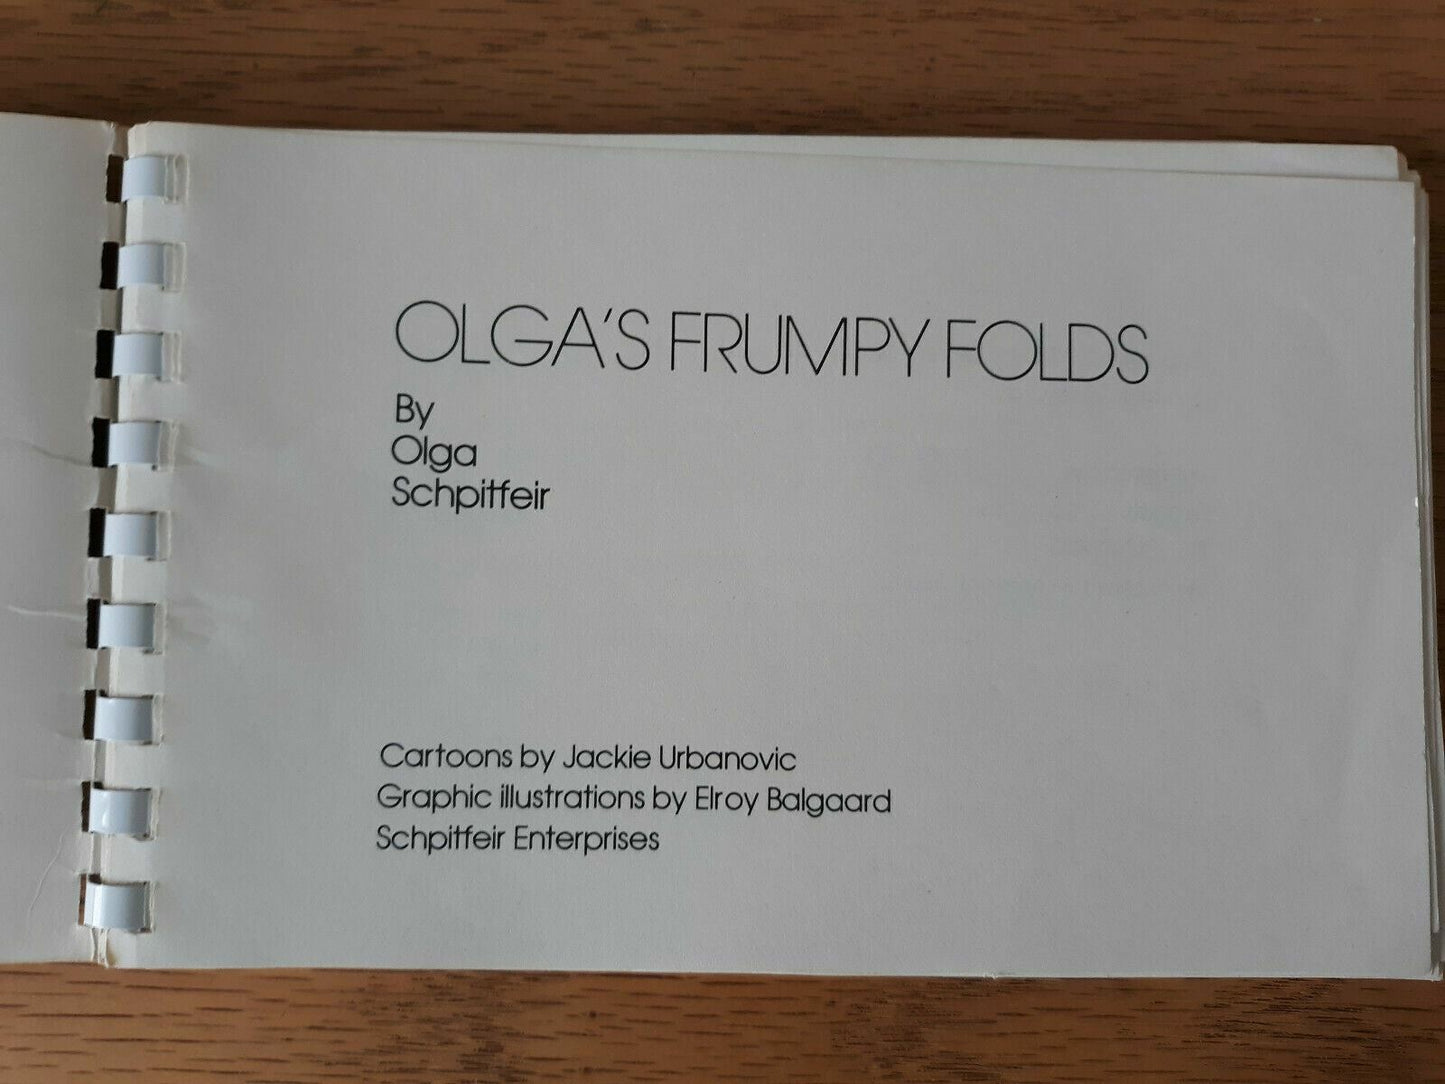 OLGA'S FRUMPY FOLDS
By
Olga
Schpitfeir
Cartoons by Jackie Urbanovic
Graphic illustrations by Elroy Balgaard
Schpitfeir Enterprises